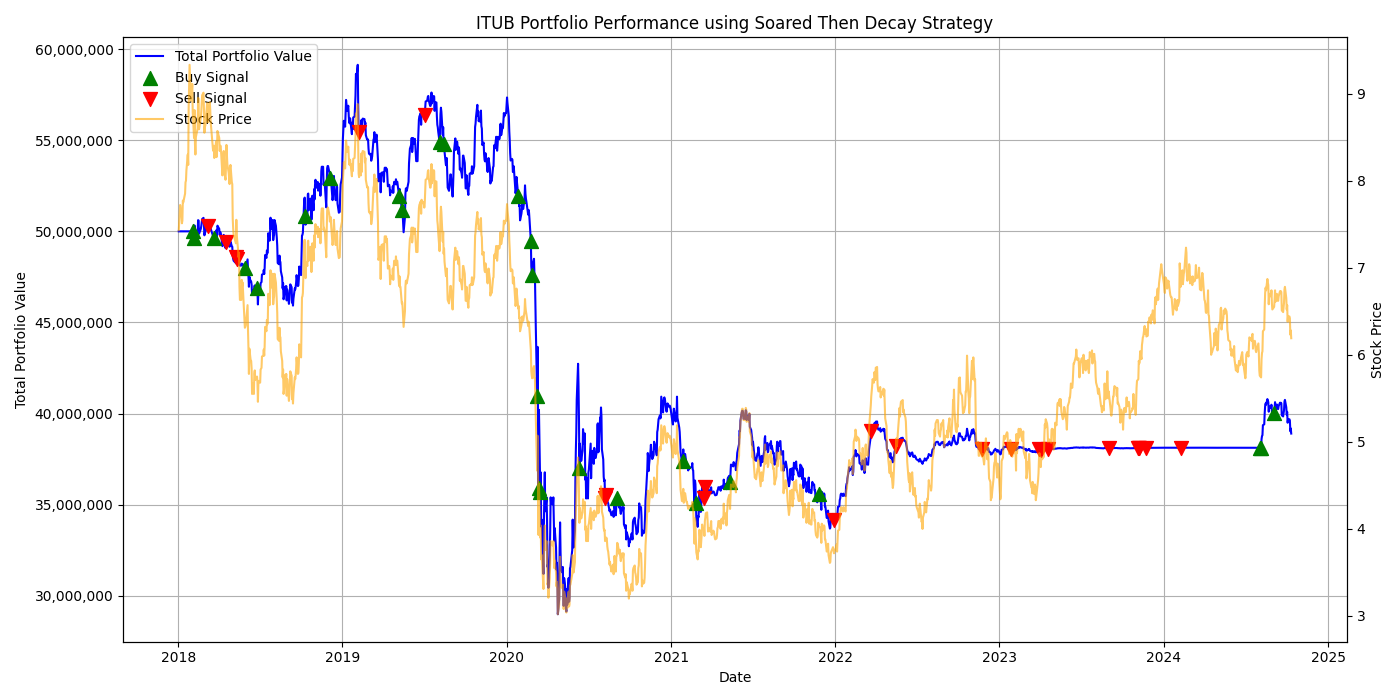 ITUB Portfolio Performance using Soared Then Decay Strategy
Total Portfolio Value
Buy Signal
Sell Signal
Stock Price
60,000,000
55,000,000
50,000,000
45,000,000
40,000,000
35,000,000
30,000,000
Total Portfolio Value
9
8
7
6
5
4
3
Stock Price
2018
2019
2020
2021
2022
2023
2024
2025
Date